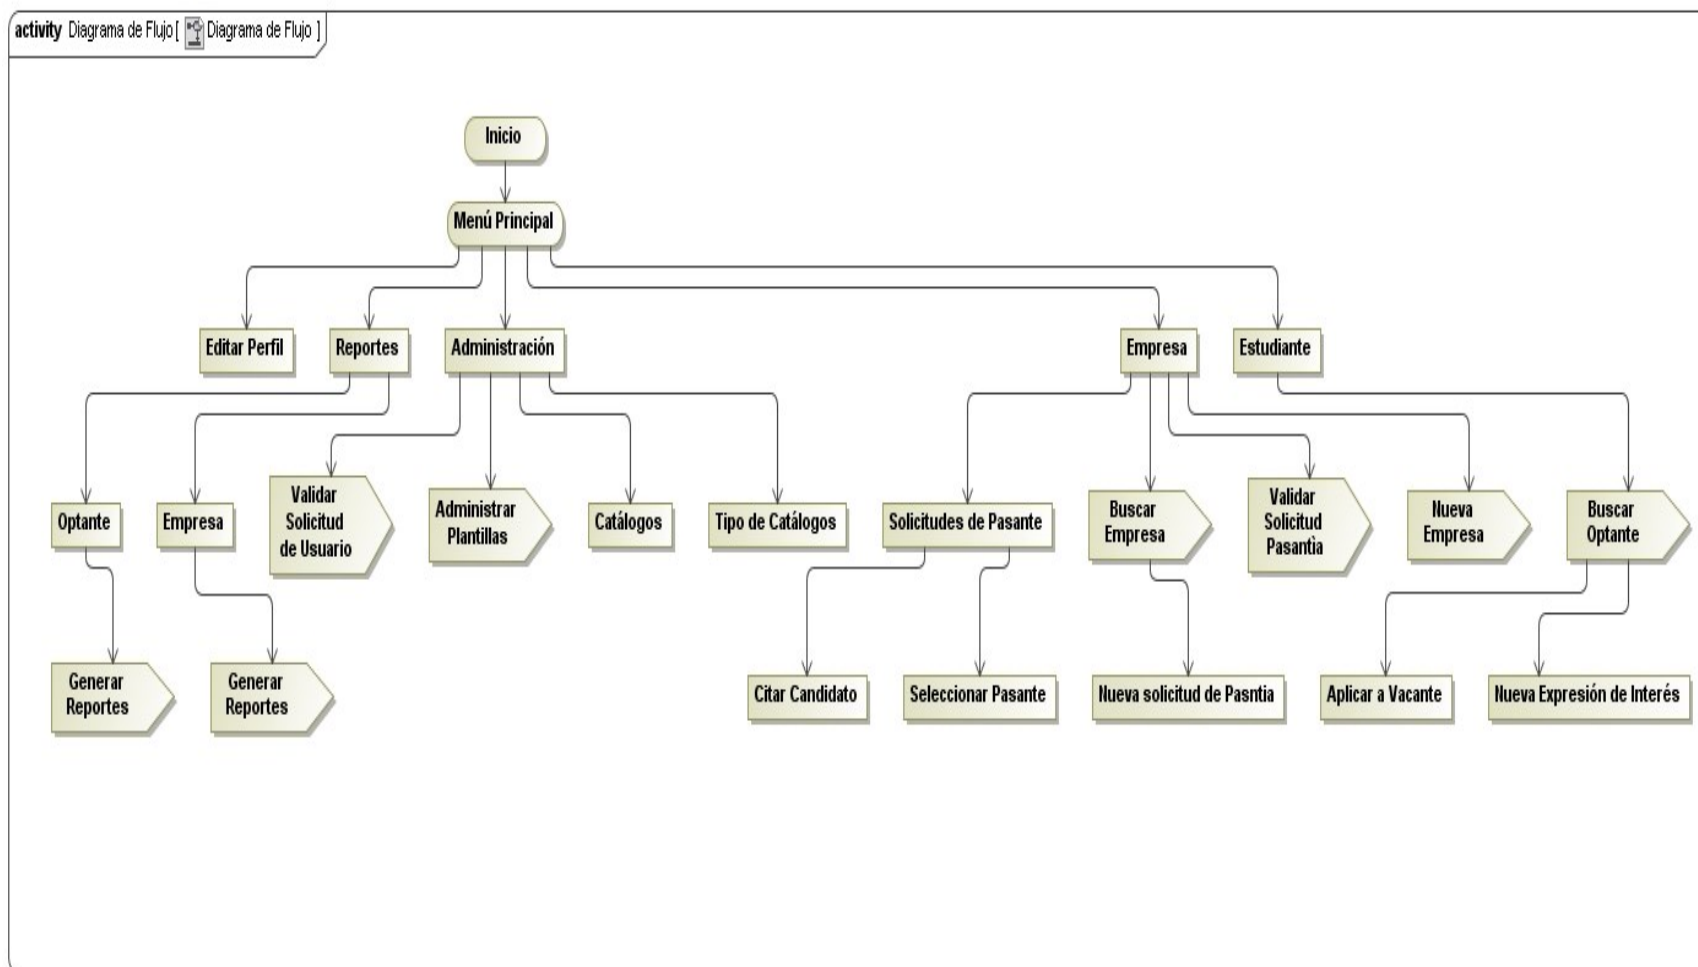 activity Diagrama de Flujo [ Diagrama de Flujo ]
Inicio
Menú Principal
Editar Perfil
Reportes
Administración
Empresa
Estudiante
Optante
Empresa
Validar
Solicitud
de Usuario
Administrar
Plantillas
Catálogos
Tipo de Catálogos
Solicitudes de Pasante
Buscar
Empresa
Validar
Solicitud
Pasantìa
Nueva
Empresa
Buscar
Optante
Generar
Reportes
Generar
Reportes
Citar Candidato
Seleccionar Pasante
Nueva solicitud de Pasntia
Aplicar a Vacante
Nueva Expresión de Interés